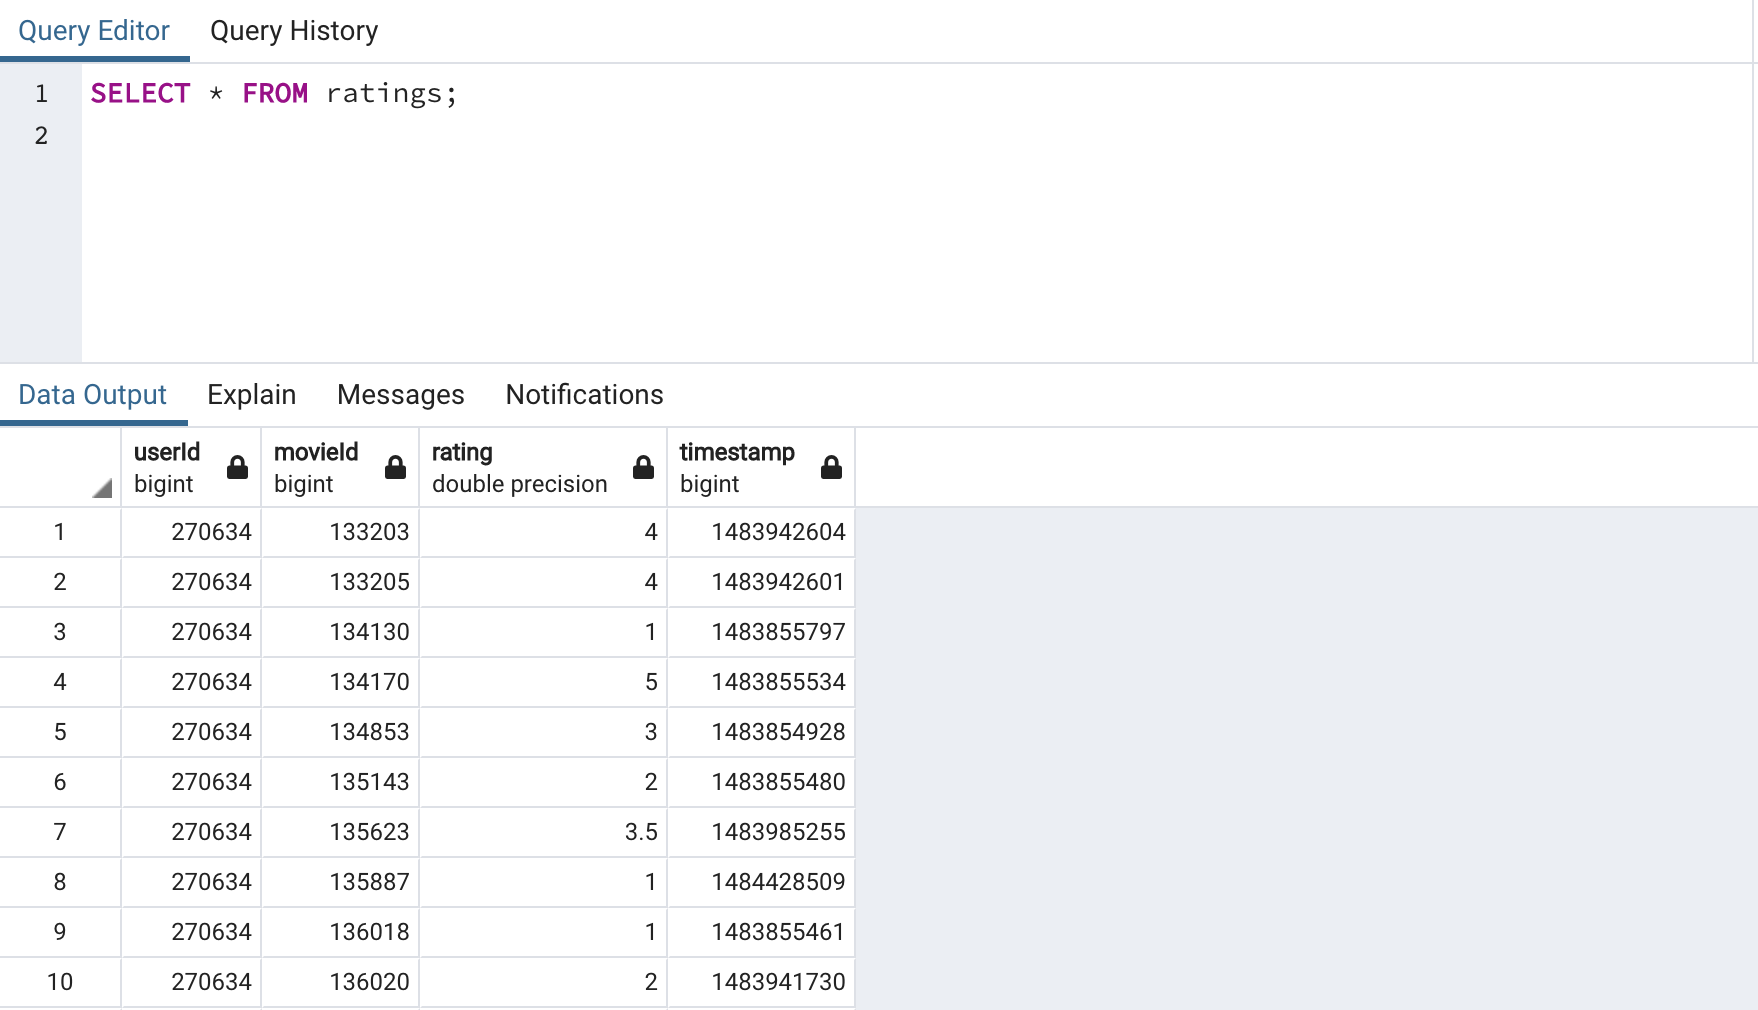 Query Editor Query History
1 SELECT * FROM ratings;
2
Data Output Explain Messages Notifications
userId movieId rating timestamp
bigint bigint double precision bigint
1 270634 133203 4 1483942604
2 270634 133205 4 1483942601
3 270634 134130 1 1483855797
4 270634 134170 5 1483855534
5 270634 134853 3 1483854928
6 270634 135143 2 1483855480
7 270634 135623 3.5 1483985255
8 270634 135887 1 1484428509
9 270634 136018 1 1483855461
10 270634 136020 2 1483941730